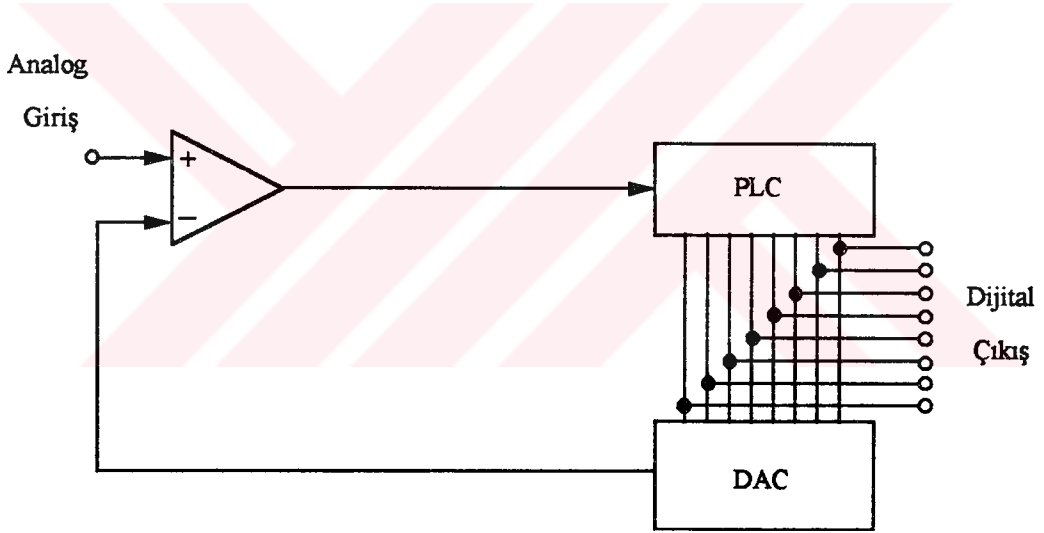 Analog
Giriş
+
−
PLC
Dijital
Çıkış
DAC